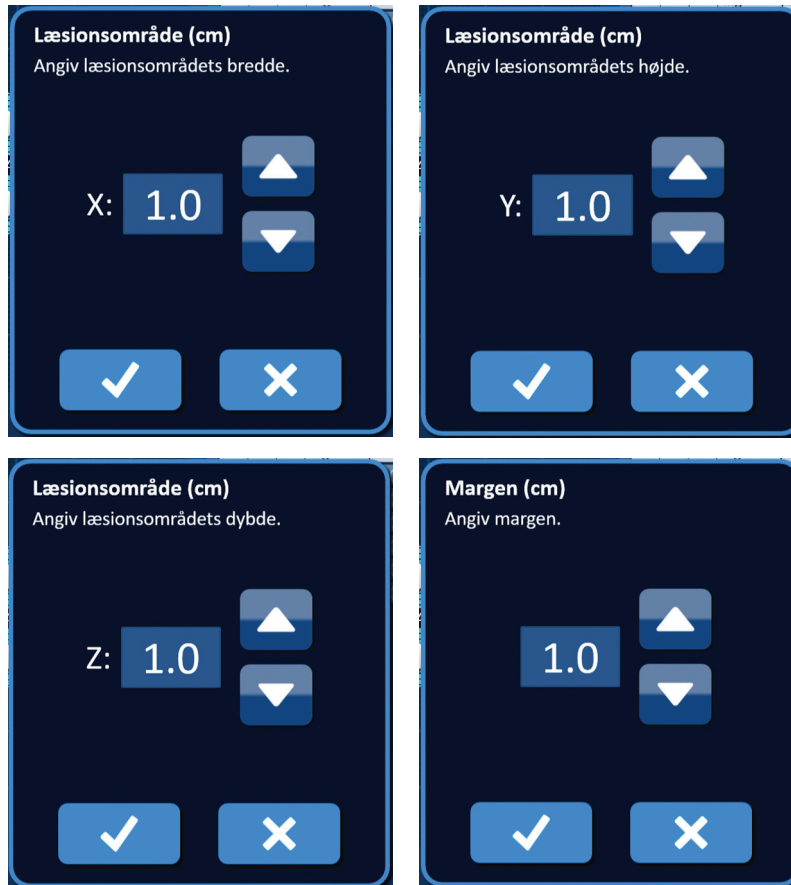 Læsionsområde (cm)
Angiv læsionsområdets bredde.
X: 1.0
Læsionsområde (cm)
Angiv læsionsområdets højde.
Y: 1.0
Læsionsområde (cm)
Angiv læsionsområdets dybde.
Z: 1.0
Margen (cm)
Angiv margen.
1.0